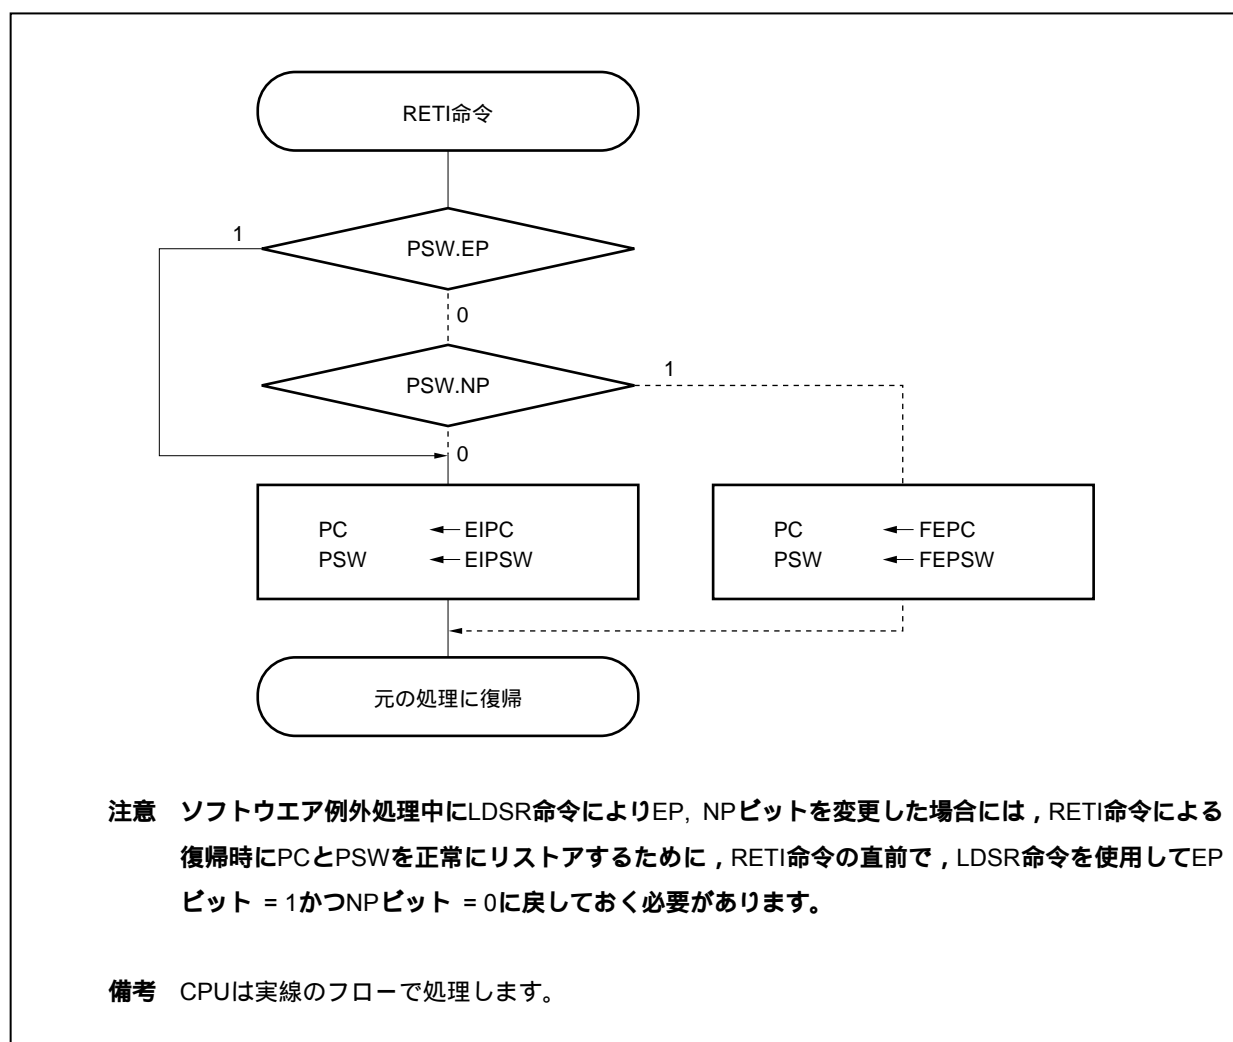 RETI命令
1
PSW.EP
0
PSW.NP
1
0
PC ← EIPC
PSW ← EIPSW
PC ← FEPC
PSW ← FEPSW
元の処理に復帰
注意 ソフトウエア例外処理中にLDSR命令によりEP, NPビットを変更した場合には，RETI命令による
復帰時にPCとPSWを正常にリストアするために，RETI命令の直前で，LDSR命令を使用してEP
ビット = 1かつNPビット = 0に戻しておく必要があります。
備考 CPUは実線のフローで処理します。